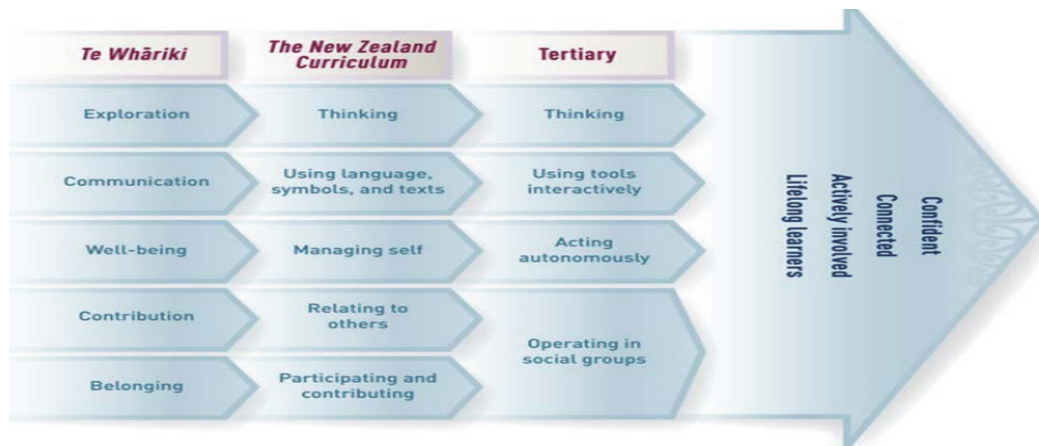 Te Whāriki
The New Zealand
Curriculum
Tertiary
Exploration
Thinking
Thinking
Communication
Using language,
symbols, and texts
Using tools
interactively
Well-being
Managing self
Acting
autonomously
Contribution
Relating to
others
Operating in
social groups
Belonging
Participating and
contributing
Confident
Connected
Actively involved
Lifelong learners